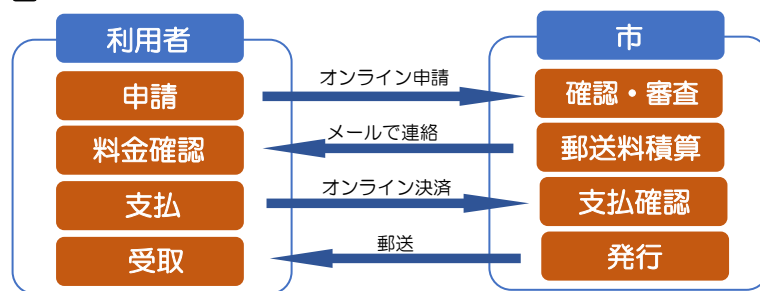 利用者
市
申請
オンライン申請
確認・審査
料金確認
メールで連絡
郵送料積算
支払
オンライン決済
支払確認
受取
郵送
発行